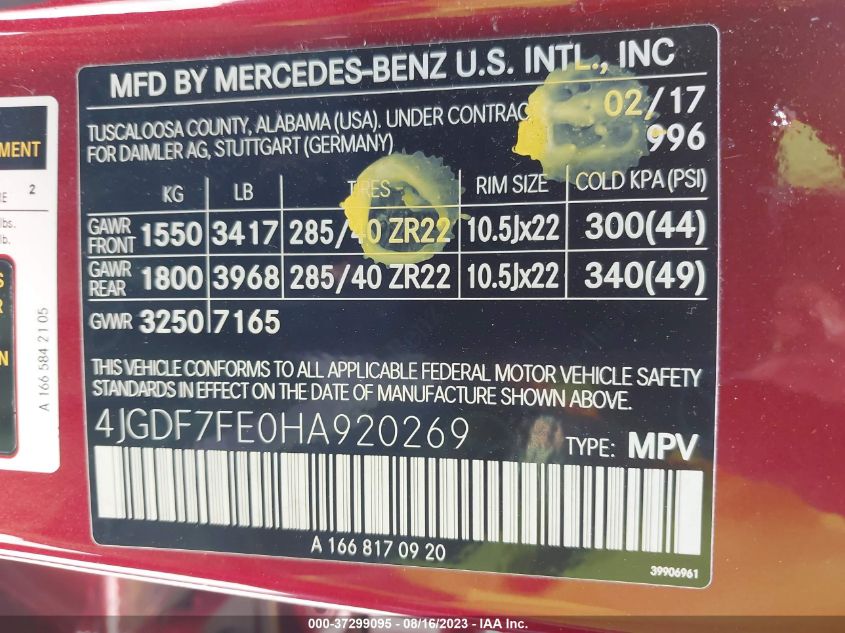 MFD BY MERCEDES-BENZ U.S. INTL., INC
TUSCALOOSA COUNTY, ALABAMA (USA). UNDER CONTRAC 02/17
FOR DAIMLER AG, STUTTGART (GERMANY) 996
KG LB TIRES RIM SIZE COLD KPA (PSI)
GAWR FRONT 1550 3417 285/40 ZR22 10.5Jx22 300(44)
GAWR REAR 1800 3968 285/40 ZR22 10.5Jx22 340(49)
GVWR 3250 7165
THIS VEHICLE CONFORMS TO ALL APPLICABLE FEDERAL MOTOR VEHICLE SAFETY
STANDARDS IN EFFECT ON THE DATE OF MANUFACTURE SHOWN ABOVE.
4JGDF7FE0HA920269 TYPE: MPV
A 166 817 09 20
39906961
MENT
2
lbs.
lb.
A 166 584 21 05
000-37299095 - 08/16/2023 - IAA Inc.